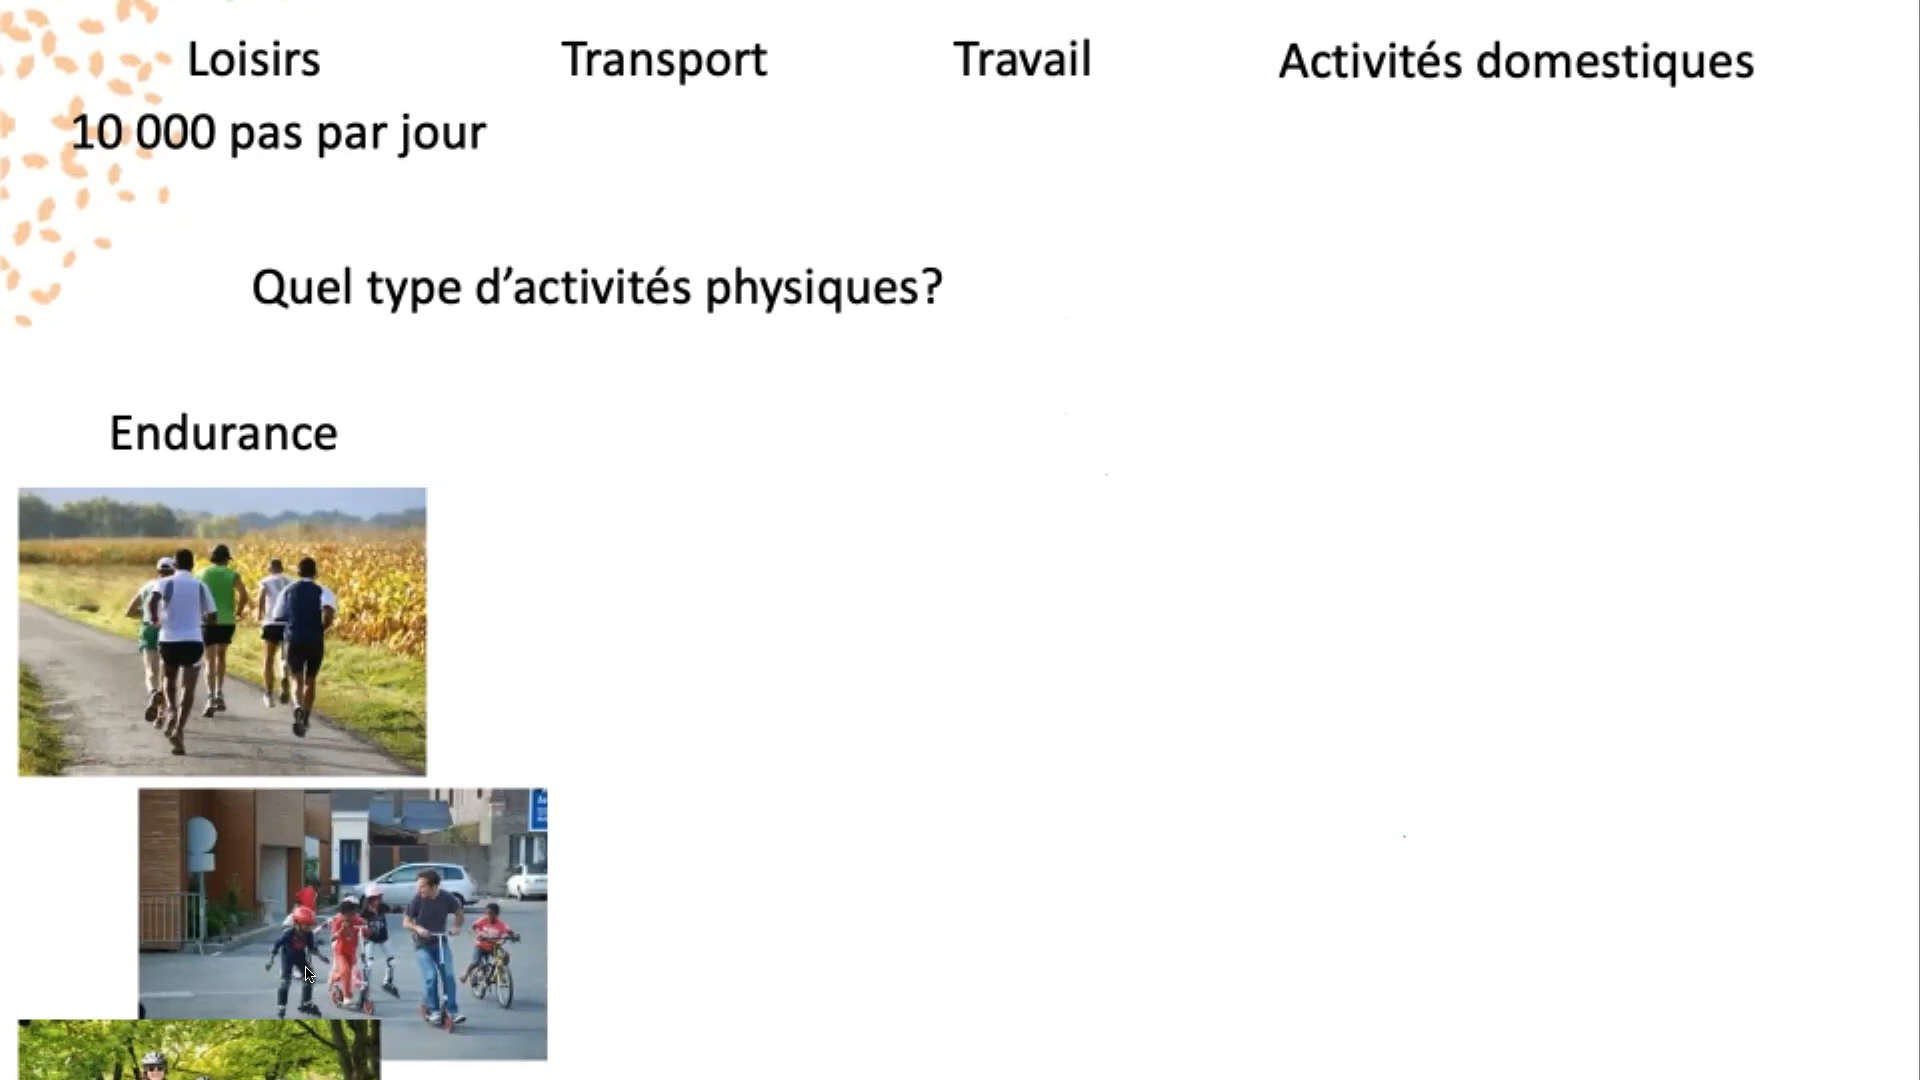 Loisirs Transport Travail Activités domestiques
10 000 pas par jour
Quel type d’activités physiques?
Endurance